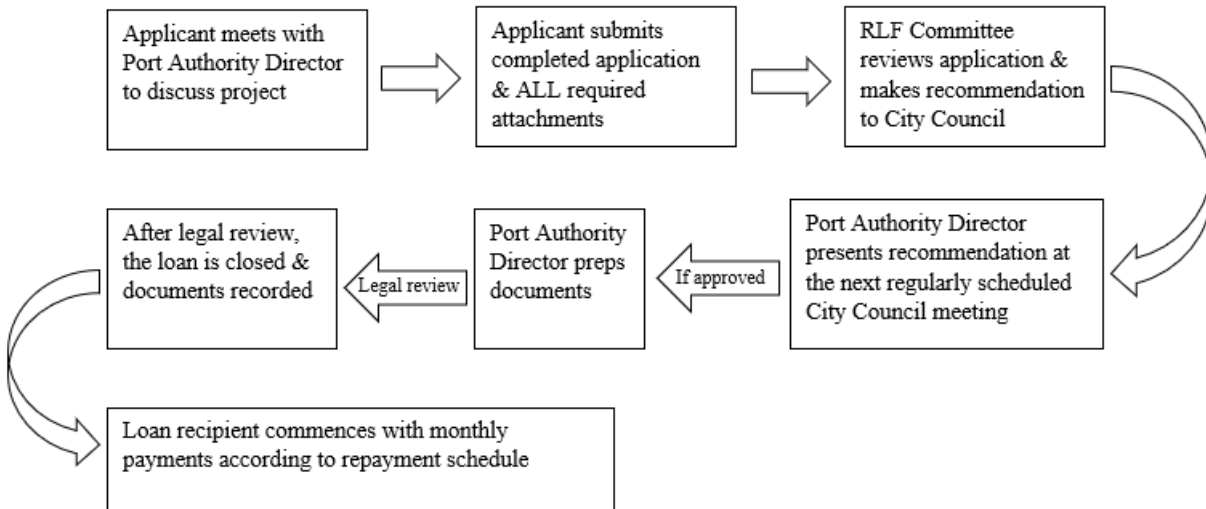 Applicant meets with
Port Authority Director
to discuss project
Applicant submits
completed application
& ALL required
attachments
RLF Committee
reviews application &
makes recommendation
to City Council
Port Authority Director
presents recommendation at
the next regularly scheduled
City Council meeting
If approved
Port Authority
Director preps
documents
Legal review
After legal review,
the loan is closed &
documents recorded
Loan recipient commences with monthly
payments according to repayment schedule